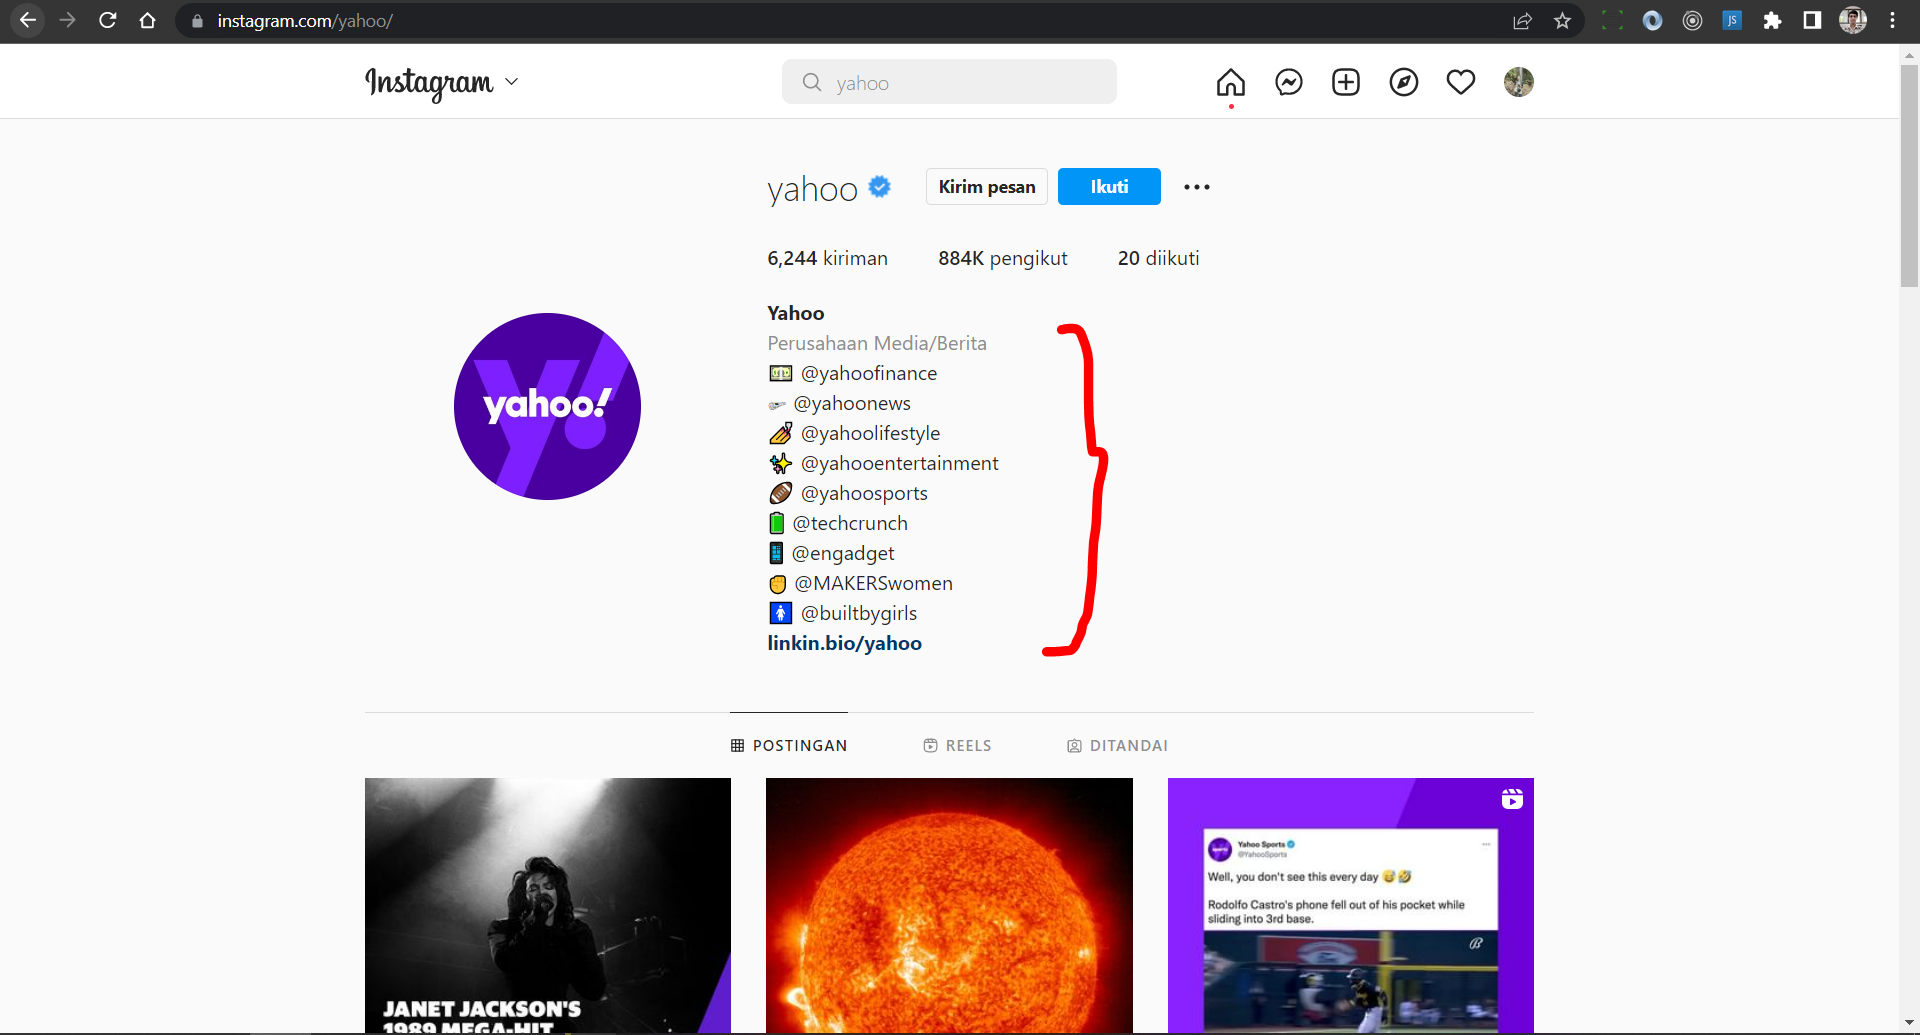 instagram.com/yahoo/
Instagram
yahoo
yahoo
Kirim pesan
Ikuti
6,244 kiriman
884K pengikut
20 diikuti
Yahoo
Perusahaan Media/Berita
@yahoofinance
@yahoonews
@yahoolifestyle
@yahooentertainment
@yahoosports
@techcrunch
@engadget
@MAKERSwomen
@builtbygirls
linkin.bio/yahoo
yahoo!
POSTINGAN
REELS
DITANDAI
JANET JACKSON'S
1989 MEGA-HIT
Yahoo Sports
@YahooSports
Well, you don't see this every day
Rodolfo Castro's phone fell out of his pocket while
sliding into 3rd base.